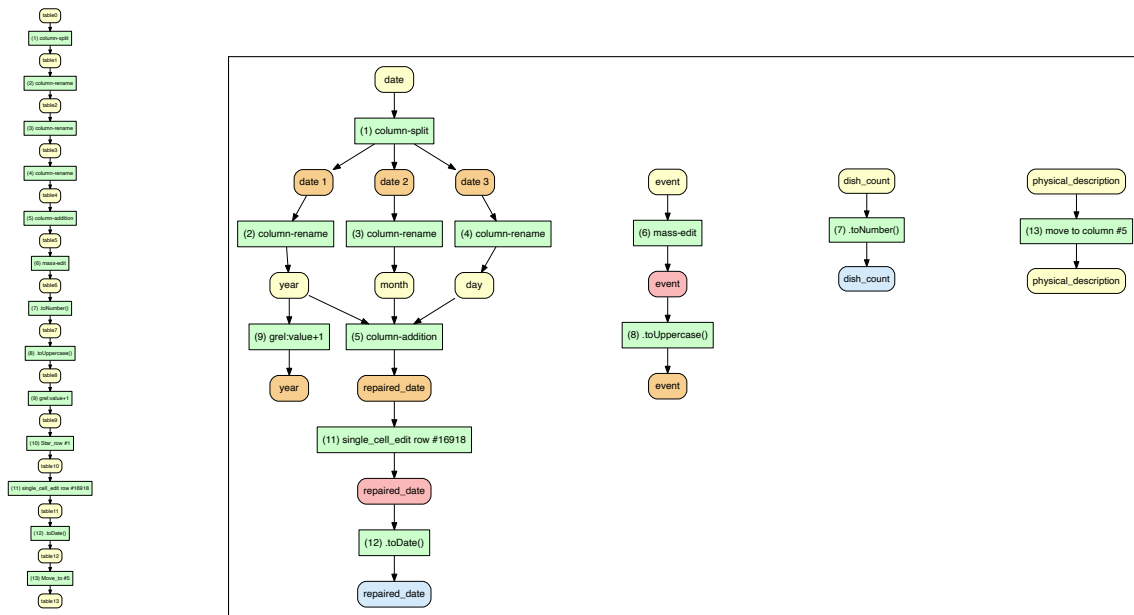 table0
(1) column-split
table1
(2) column-rename
table2
(3) column-rename
table3
(4) column-rename
table4
(5) column-addition
table5
(6) mass-edit
table6
(7) .toNumber()
table7
(8) .toUppercase()
table8
(9) grel:value+1
table9
(10) Star_row #1
table10
(11) single_cell_edit row #16918
table11
(12) .toDate()
table12
(13) Move_to #5
table13
date
(1) column-split
date 1 date 2 date 3
(2) column-rename (3) column-rename (4) column-rename
year month day
(9) grel:value+1 (5) column-addition
year repaired_date
(11) single_cell_edit row #16918
repaired_date
(12) .toDate()
repaired_date
event
(6) mass-edit
event
(8) .toUppercase()
event
dish_count
(7) .toNumber()
dish_count
physical_description
(13) move to column #5
physical_description